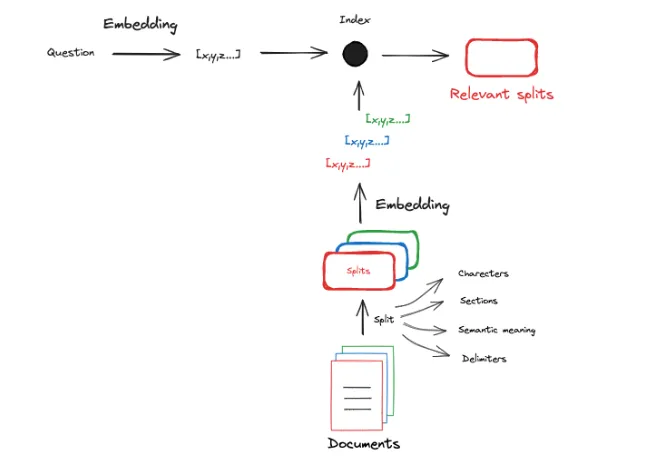 Embedding
Index
Question
[x,y,z...]
Relevant splits
[x,y,z...]
[x,y,z...]
[x,y,z...]
Embedding
Splits
Characters
Split
Sections
Semantic meaning
Delimiters
Documents